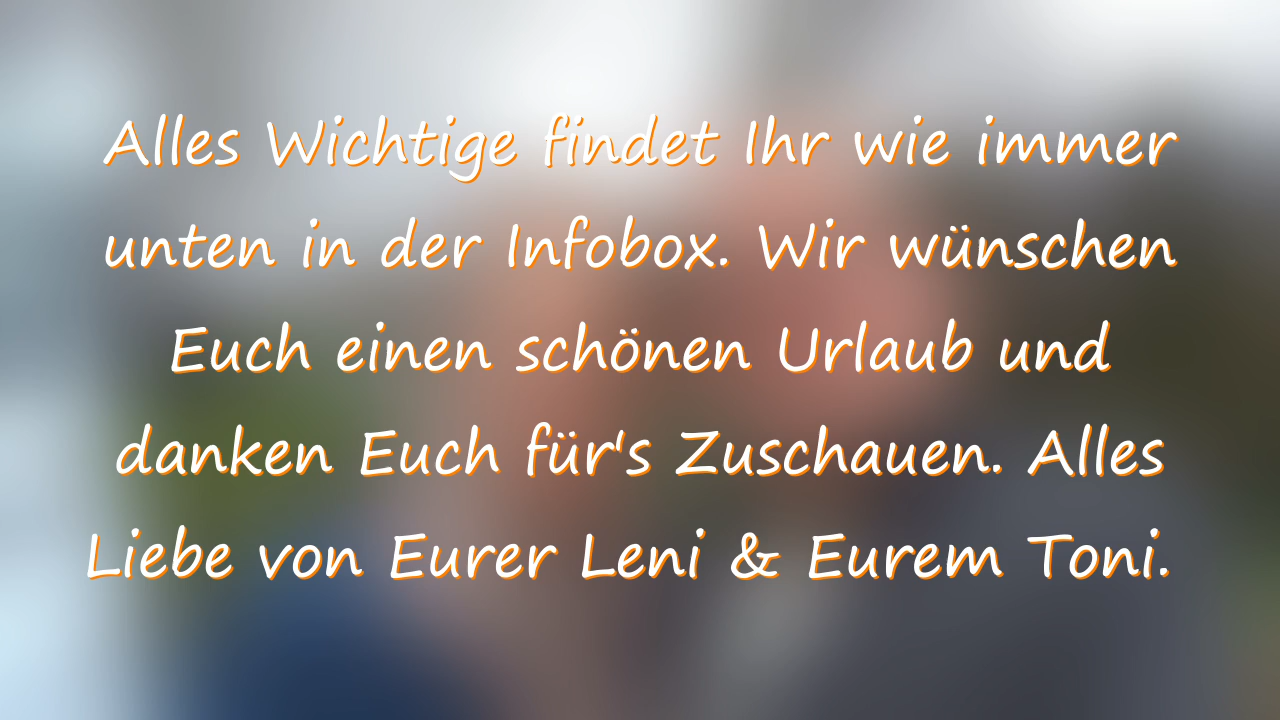 Alles Wichtige findet Ihr wie immer
unten in der Infobox. Wir wünschen
Euch einen schönen Urlaub und
danken Euch für's Zuschauen. Alles
Liebe von Eurer Leni & Eurem Toni.